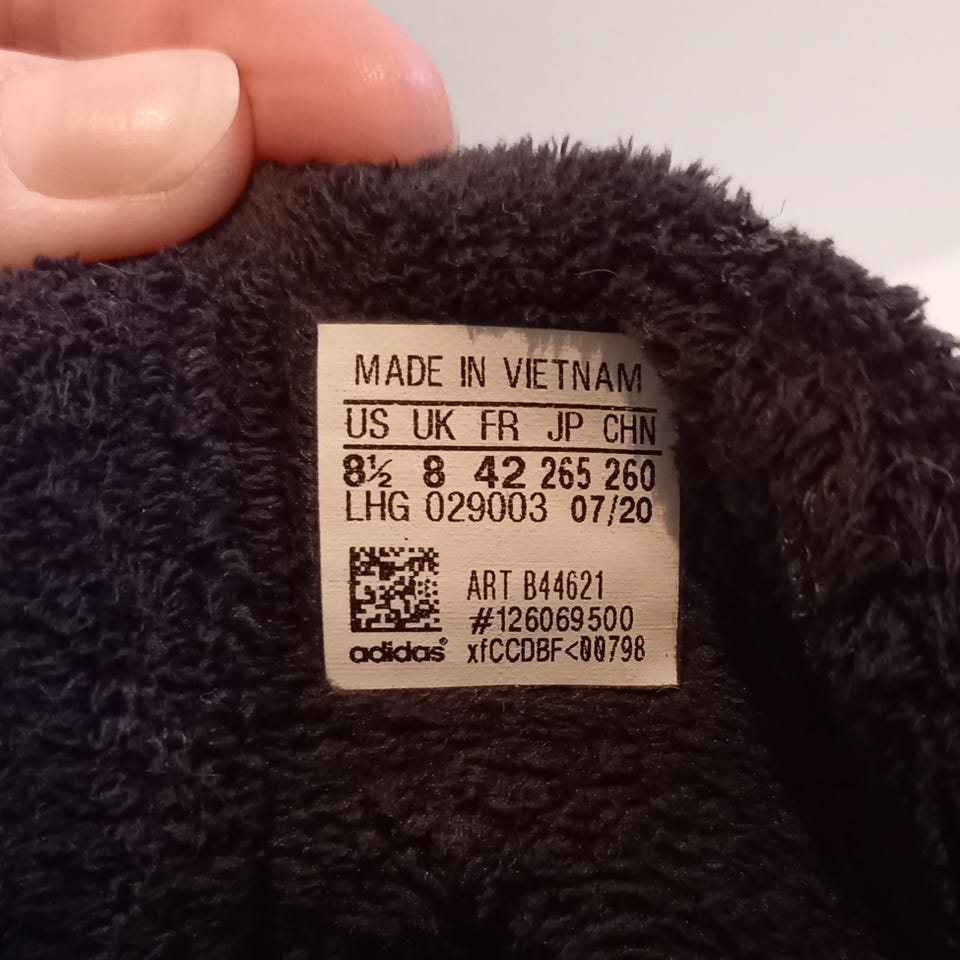 MADE IN VIETNAM
US UK FR JP CHN
8½ 8 42 265 260
LHG 029003 07/20
ART B44621
#126069500
adidas® xfCCDBF<00798